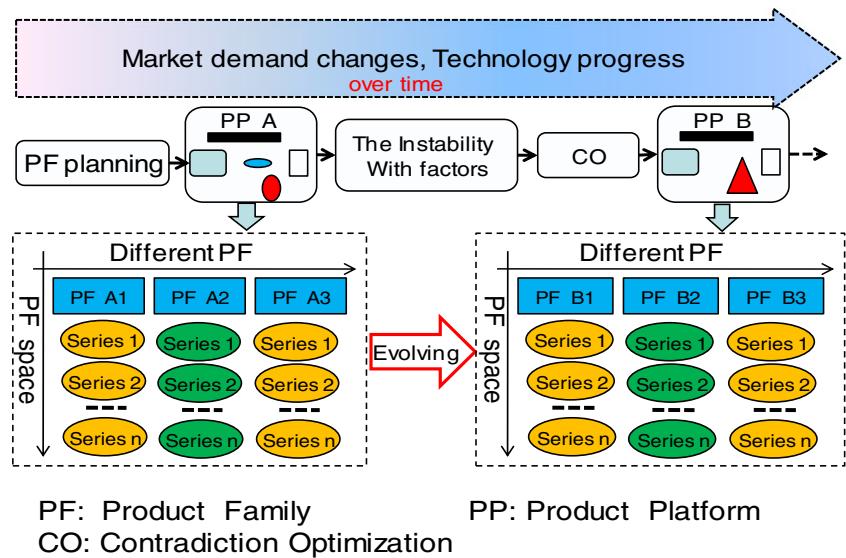 Market demand changes, Technology progress
over time
PF planning
PP A
The Instability
With factors
CO
PP B
Different PF
PF space
PF A1
PF A2
PF A3
Series 1
Series 1
Series 1
Series 2
Series 2
Series 2
Series n
Series n
Series n
Evolving
Different PF
PF space
PF B1
PF B2
PF B3
Series 1
Series 1
Series 1
Series 2
Series 2
Series 2
Series n
Series n
Series n
PF: Product Family
PP: Product Platform
CO: Contradiction Optimization